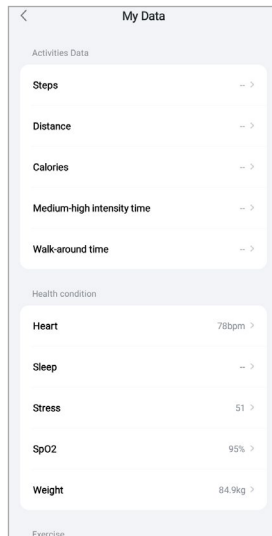 My Data
Activities Data
Steps --
Distance --
Calories --
Medium-high intensity time --
Walk-around time --
Health condition
Heart 78bpm
Sleep --
Stress 51
SpO2 95%
Weight 84.9kg
Exercise